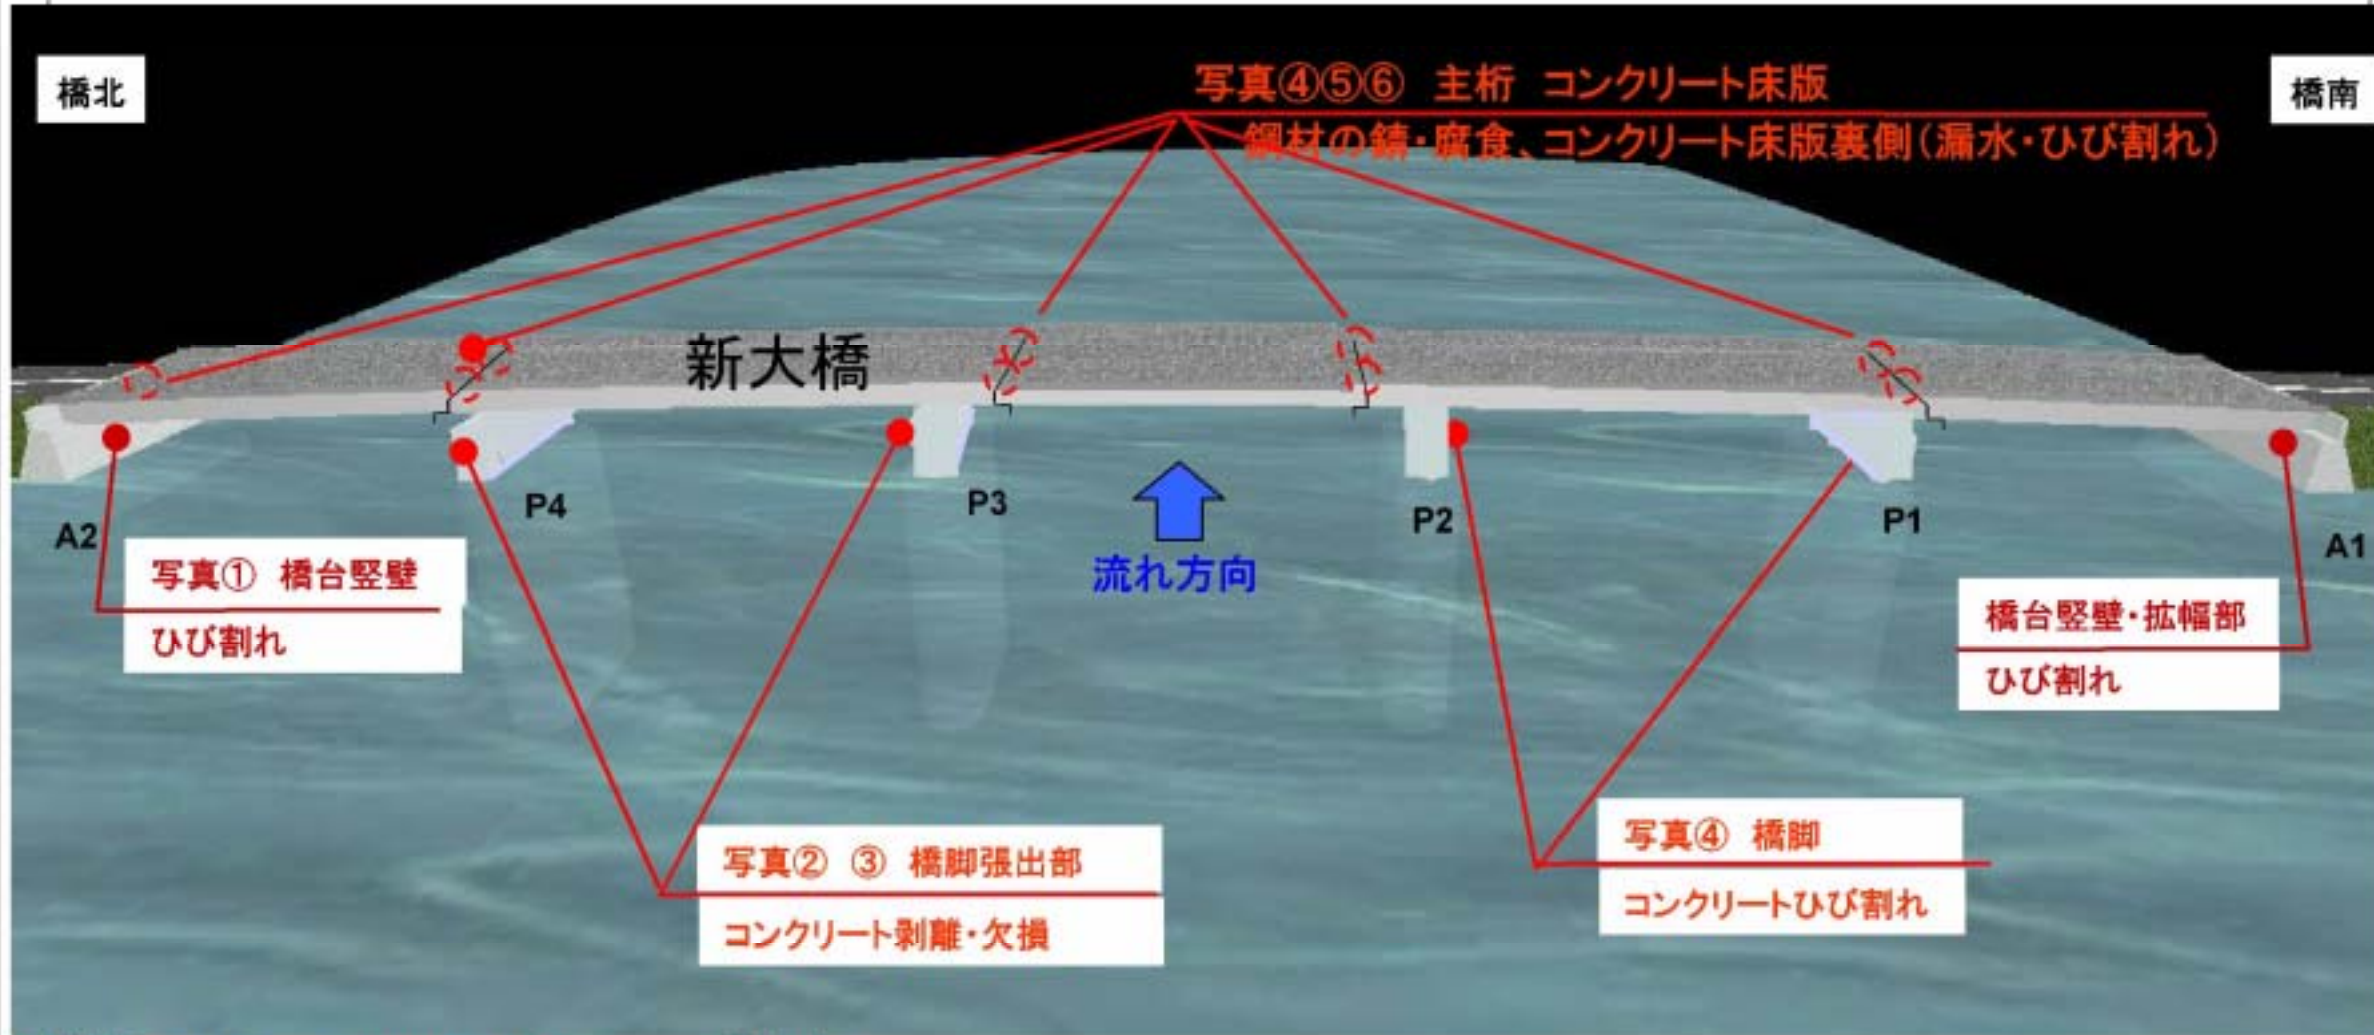 橋北
写真④⑤⑥ 主桁 コンクリート床版
橋南
鋼材の錆・腐食、コンクリート床版裏側(漏水・ひび割れ)
新大橋
A2
P4
P3
P2
P1
A1
流れ方向
写真① 橋台竪壁
ひび割れ
橋台竪壁・拡幅部
ひび割れ
写真② ③ 橋脚張出部
コンクリート剥離・欠損
写真④ 橋脚
コンクリートひび割れ